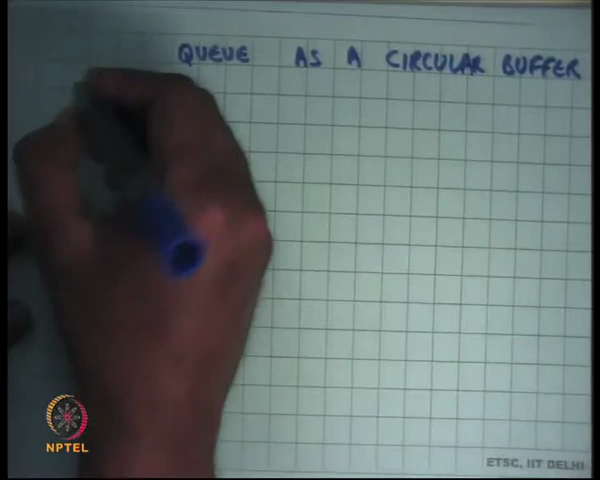 QUEUE AS A CIRCULAR BUFFER
NPTEL
ETSC, IIT DELHI